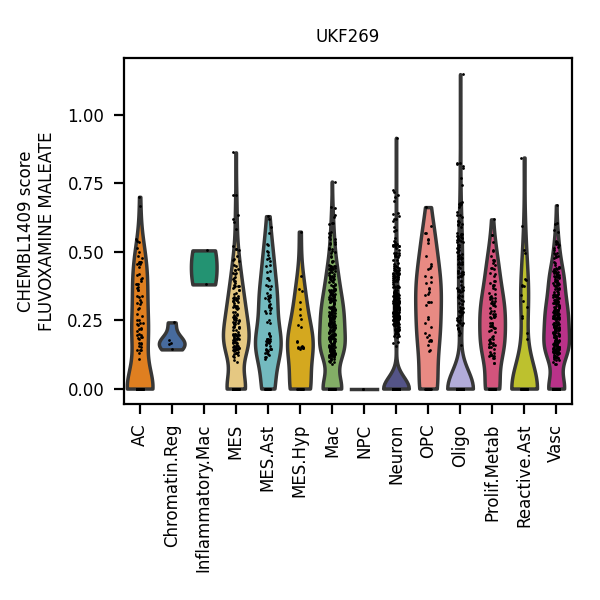 UKF269
CHEMBL1409 score
FLUVOXAMINE MALEATE
1.00
0.75
0.50
0.25
0.00
AC
Chromatin.Reg
Inflammatory.Mac
MES
MES.Ast
MES.Hyp
Mac
NPC
Neuron
OPC
Oligo
Prolif.Metab
Reactive.Ast
Vasc